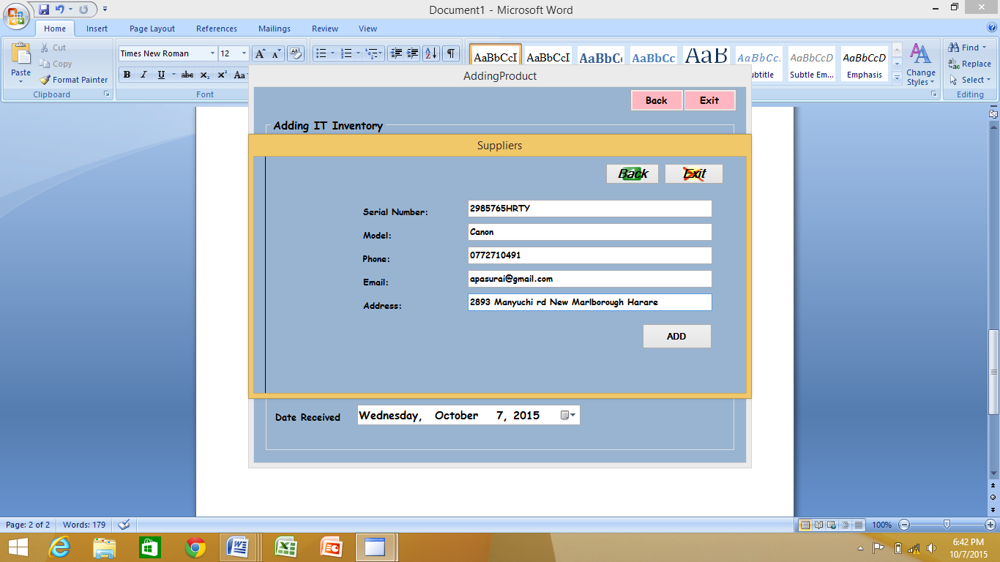 Document1 - Microsoft Word
Home Insert Page Layout References Mailings Review View
Paste
Cut
Copy
Format Painter
Clipboard
Times New Roman 12
B I U abc x₂ x² Aa
Font
AaBbCcI AaBbCcI AaBbC AaBbCc AaB AaBbCc. AaBbCcD AaBbCcD
ubtitle Subtle Em... Emphasis
Change Styles
Find
Replace
Select
Editing
AddingProduct
Back Exit
Adding IT Inventory
Suppliers
Back Exit
Serial Number: 2985765HRTY
Model: Canon
Phone: 0772710491
Email: apasurai@gmail.com
Address: 2893 Manyuchi rd New Marlborough Harare
ADD
Date Received Wednesday, October 7, 2015
Page: 2 of 2 Words: 179 100%
6:42 PM
10/7/2015